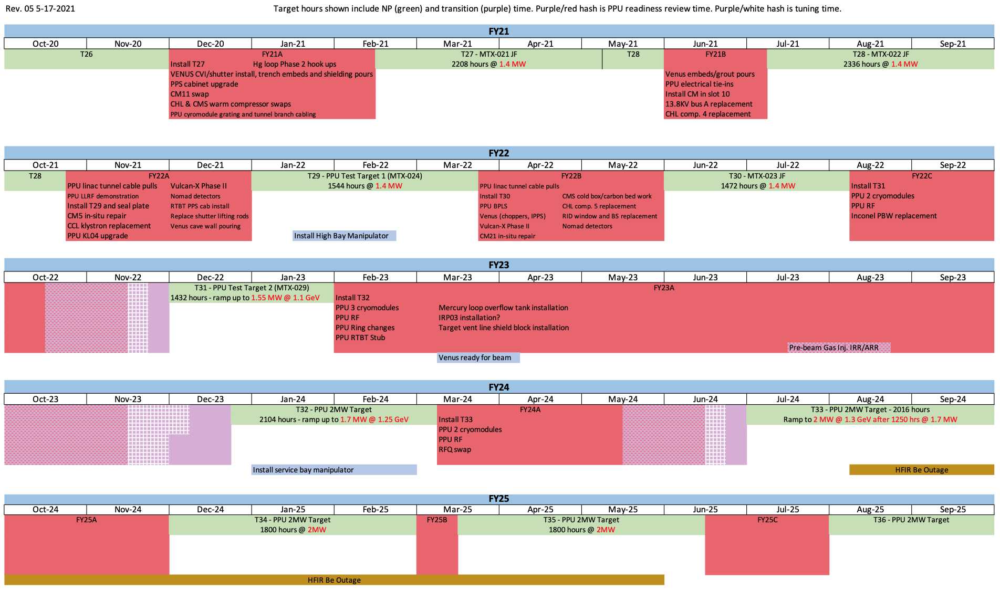 Rev. 05 5-17-2021
Target hours shown include NP (green) and transition (purple) time. Purple/red hash is PPU readiness review time. Purple/white hash is tuning time.
FY21
Oct-20 Nov-20 Dec-20 Jan-21 Feb-21 Mar-21 Apr-21 May-21 Jun-21 Jul-21 Aug-21 Sep-21
T26 FY21A T27 - MTX-021 JF T28 FY21B T28 - MTX-022 JF
Install T27 Hg loop Phase 2 hook ups 2208 hours @ 1.4 MW 2336 hours @ 1.4 MW
VENUS CVI/shutter install, trench embeds and shielding pours Venus embeds/grout pours
PPS cabinet upgrade PPU electrical tie-ins
CM11 swap Install CM in slot 10
CHL & CMS warm compressor swaps 13.8KV bus A replacement
PPU cyromodule grating and tunnel branch cabling CHL comp. 4 replacement
FY22
Oct-21 Nov-21 Dec-21 Jan-22 Feb-22 Mar-22 Apr-22 May-22 Jun-22 Jul-22 Aug-22 Sep-22
T28 FY22A T29 - PPU Test Target 1 (MTX-024) FY22B T30 - MTX-023 JF FY22C
PPU linac tunnel cable pulls Vulcan-X Phase II 1544 hours @ 1.4 MW PPU linac tunnel cable pulls 1472 hours @ 1.4 MW Install T31
PPU LLRF demonstration Nomad detectors Install T30 CMS cold box/carbon bed work PPU 2 cryomodules
Install T29 and seal plate RTBT PPS cab install PPU BPLS CHL comp. 5 replacement PPU RF
CM5 in-situ repair Replace shutter lifting rods Venus (choppers, IPPS) RID window and BS replacement Inconel PBW replacement
CCL klystron replacement Venus cave wall pouring Vulcan-X Phase II Nomad detectors
PPU KL04 upgrade Install High Bay Manipulator CM21 in-situ repair
FY23
Oct-22 Nov-22 Dec-22 Jan-23 Feb-23 Mar-23 Apr-23 May-23 Jun-23 Jul-23 Aug-23 Sep-23
T31 - PPU Test Target 2 (MTX-029) FY23A
1432 hours - ramp up to 1.55 MW @ 1.1 GeV Install T32
PPU 3 cryomodules Mercury loop overflow tank installation
PPU RF IRP03 installation?
PPU Ring changes Target vent line shield block installation
PPU RTBT Stub
Pre-beam Gas Inj. IRR/ARR
Venus ready for beam
FY24
Oct-23 Nov-23 Dec-23 Jan-24 Feb-24 Mar-24 Apr-24 May-24 Jun-24 Jul-24 Aug-24 Sep-24
T32 - PPU 2MW Target FY24A T33 - PPU 2MW Target - 2016 hours
2104 hours - ramp up to 1.7 MW @ 1.25 GeV Install T33 Ramp to 2 MW @ 1.3 GeV after 1250 hrs @ 1.7 MW
PPU 2 cryomodules
PPU RF
RFQ swap
Install service bay manipulator HFIR Be Outage
FY25
Oct-24 Nov-24 Dec-24 Jan-25 Feb-25 Mar-25 Apr-25 May-25 Jun-25 Jul-25 Aug-25 Sep-25
FY25A T34 - PPU 2MW Target FY25B T35 - PPU 2MW Target FY25C T36 - PPU 2MW Target
1800 hours @ 2MW 1800 hours @ 2MW
HFIR Be Outage